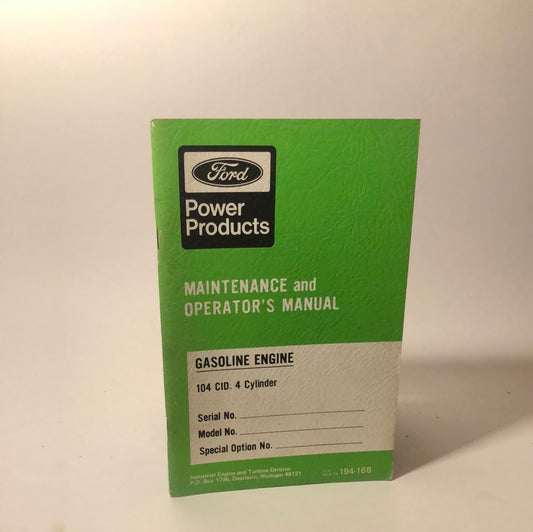 Ford
Power
Products
MAINTENANCE and
OPERATOR'S MANUAL
GASOLINE ENGINE
104 CID. 4 Cylinder
Serial No.
Model No.
Special Option No.
Industrial Engine and Turbine Division
P.O. Box 1798, Dearborn, Michigan 48121
194-168